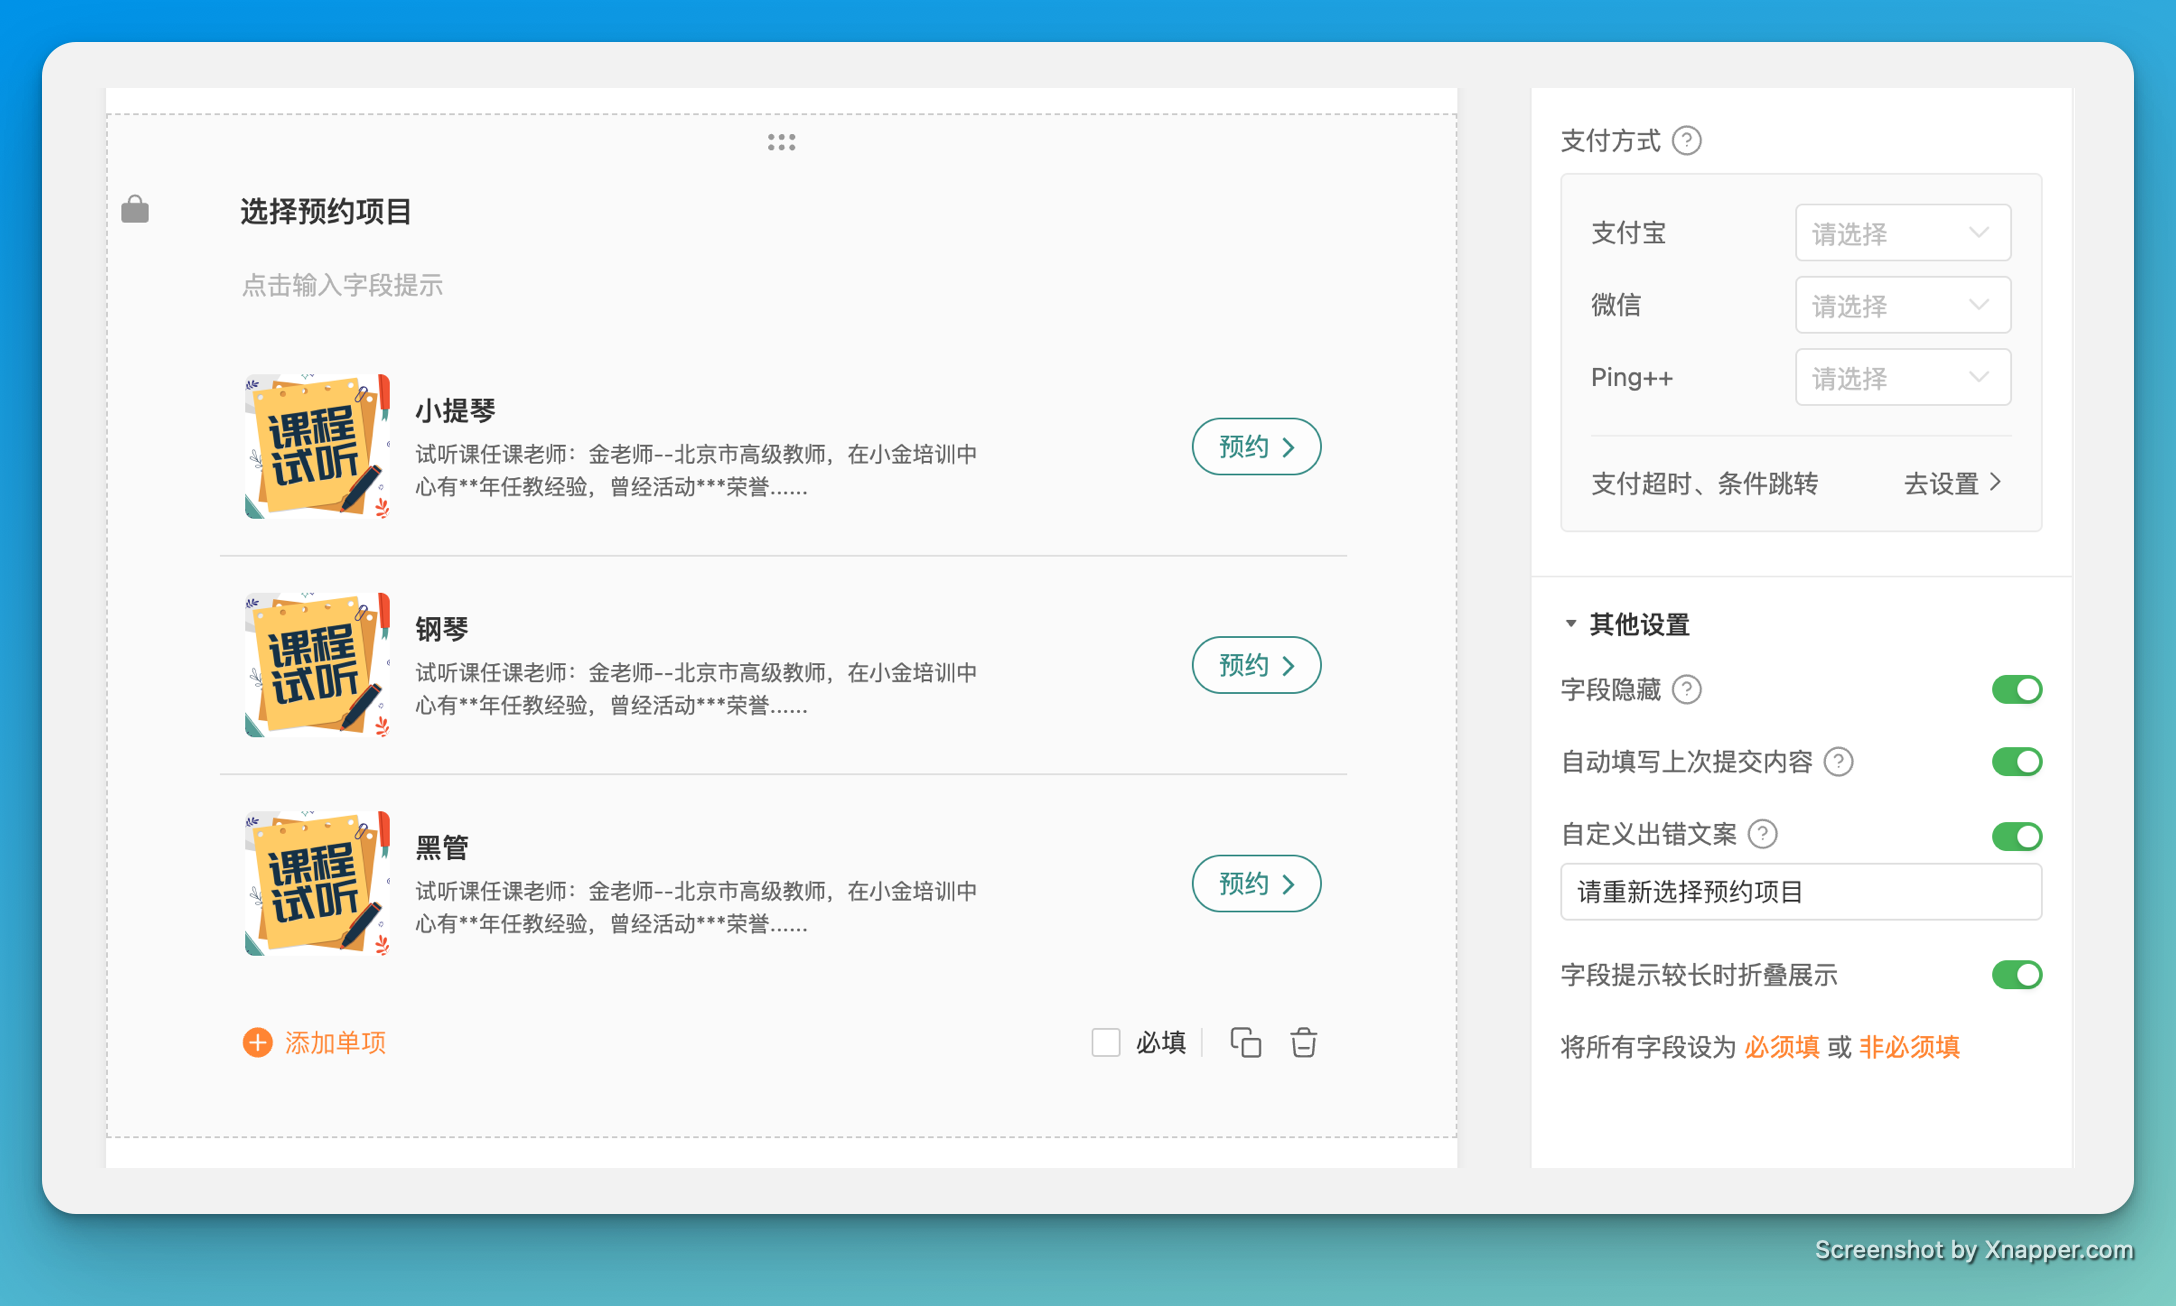 选择预约项目
点击输入字段提示
课程
试听
小提琴
试听课任课老师：金老师--北京市高级教师，在小金培训中
心有**年任教经验，曾经活动***荣誉……
预约
课程
试听
钢琴
试听课任课老师：金老师--北京市高级教师，在小金培训中
心有**年任教经验，曾经活动***荣誉……
预约
课程
试听
黑管
试听课任课老师：金老师--北京市高级教师，在小金培训中
心有**年任教经验，曾经活动***荣誉……
预约
添加单项
必填
支付方式
支付宝 请选择
微信 请选择
Ping++ 请选择
支付超时、条件跳转 去设置
其他设置
字段隐藏
自动填写上次提交内容
自定义出错文案
请重新选择预约项目
字段提示较长时折叠展示
将所有字段设为 必须填 或 非必须填
Screenshot by Xnapper.com